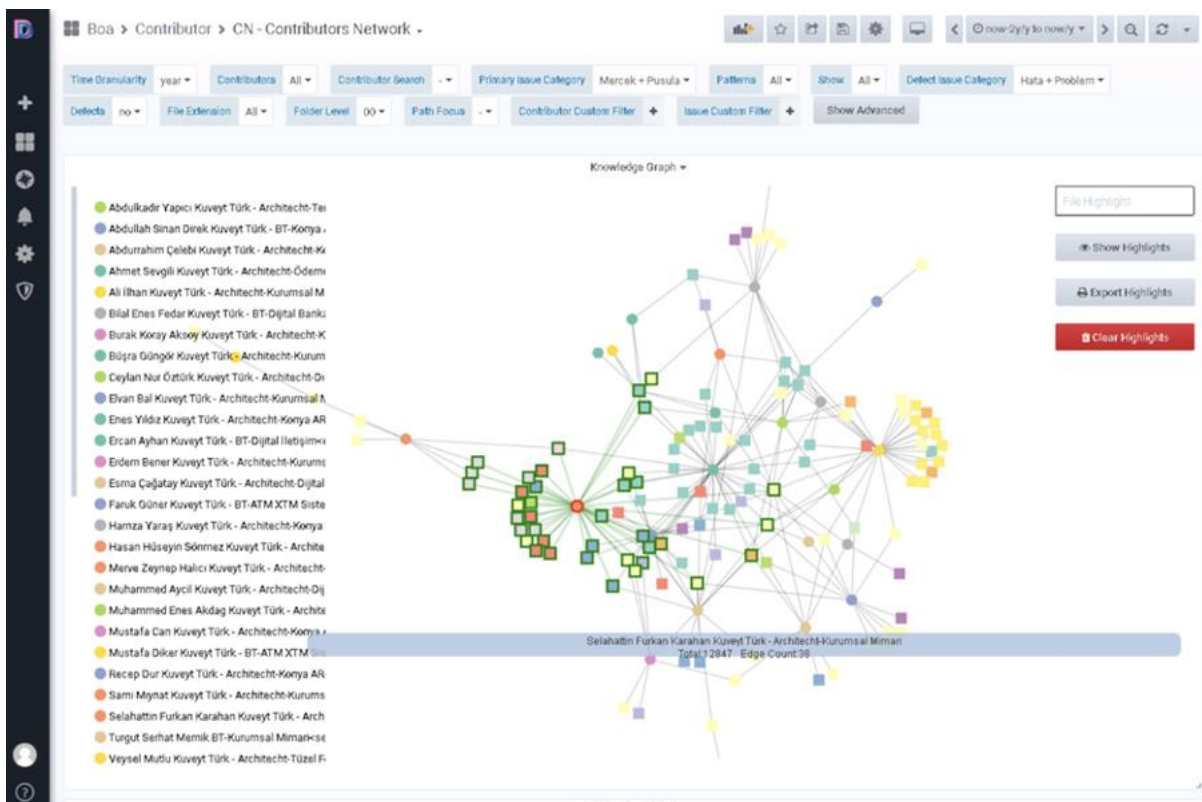 Boa > Contributor > CN - Contributors Network
now-2y/y to now/y
Time Granularity year Contributors All Contributor Search - Primary Issue Category Mercek + Pusula Patterns All Show All Defect Issue Category Hata + Problem
Defects no File Extension All Folder Level 00 Path Focus - Contributor Custom Filter + Issue Custom Filter + Show Advanced
Knowledge Graph
File Highlight
Show Highlights
Export Highlights
Clear Highlights
Abdulkadir Yapıcı Kuveyt Türk - Architecht-Te
Abdullah Sinan Direk Kuveyt Türk - BT-Konya
Abdurrahim Çelebi Kuveyt Türk - Architecht-K
Ahmet Sevgili Kuveyt Türk - Architecht-Ödem
Ali İlhan Kuveyt Türk - Architecht-Kurumsal M
Bilal Enes Fedar Kuveyt Türk - BT-Dijital Bank
Burak Koray Aksoy Kuveyt Türk - Architecht-K
Büşra Güngör Kuveyt Türk - Architecht-Kurum
Ceylan Nur Öztürk Kuveyt Türk - Architecht-Di
Elvan Bal Kuveyt Türk - Architecht-Kurumsal M
Enes Yıldız Kuveyt Türk - Architecht-Konya AR
Ercan Ayhan Kuveyt Türk - BT-Dijital İletişim<
Erdem Bener Kuveyt Türk - Architecht-Kurums
Esma Çağatay Kuveyt Türk - Architecht-Dijital
Faruk Güner Kuveyt Türk - BT-ATM XTM Siste
Hamza Yaraş Kuveyt Türk - Architecht-Konya
Hasan Hüseyin Sönmez Kuveyt Türk - Archite
Merve Zeynep Halıcı Kuveyt Türk - Architecht-
Muhammed Aycil Kuveyt Türk - Architecht-Dij
Muhammed Enes Akdag Kuveyt Türk - Archite
Mustafa Can Kuveyt Türk - Architecht-Konya
Mustafa Diker Kuveyt Türk - BT-ATM XTM Sis
Recep Dur Kuveyt Türk - Architecht-Konya AR
Sami Mıynat Kuveyt Türk - Architecht-Kurums
Selahattin Furkan Karahan Kuveyt Türk - Arch
Turgut Serhat Memik BT-Kurumsal Mimari<se
Veysel Mutlu Kuveyt Türk - Architecht-Tüzel F
Selahattin Furkan Karahan Kuveyt Türk - Architecht-Kurumsal Mimari
Total:12847 Edge Count:38